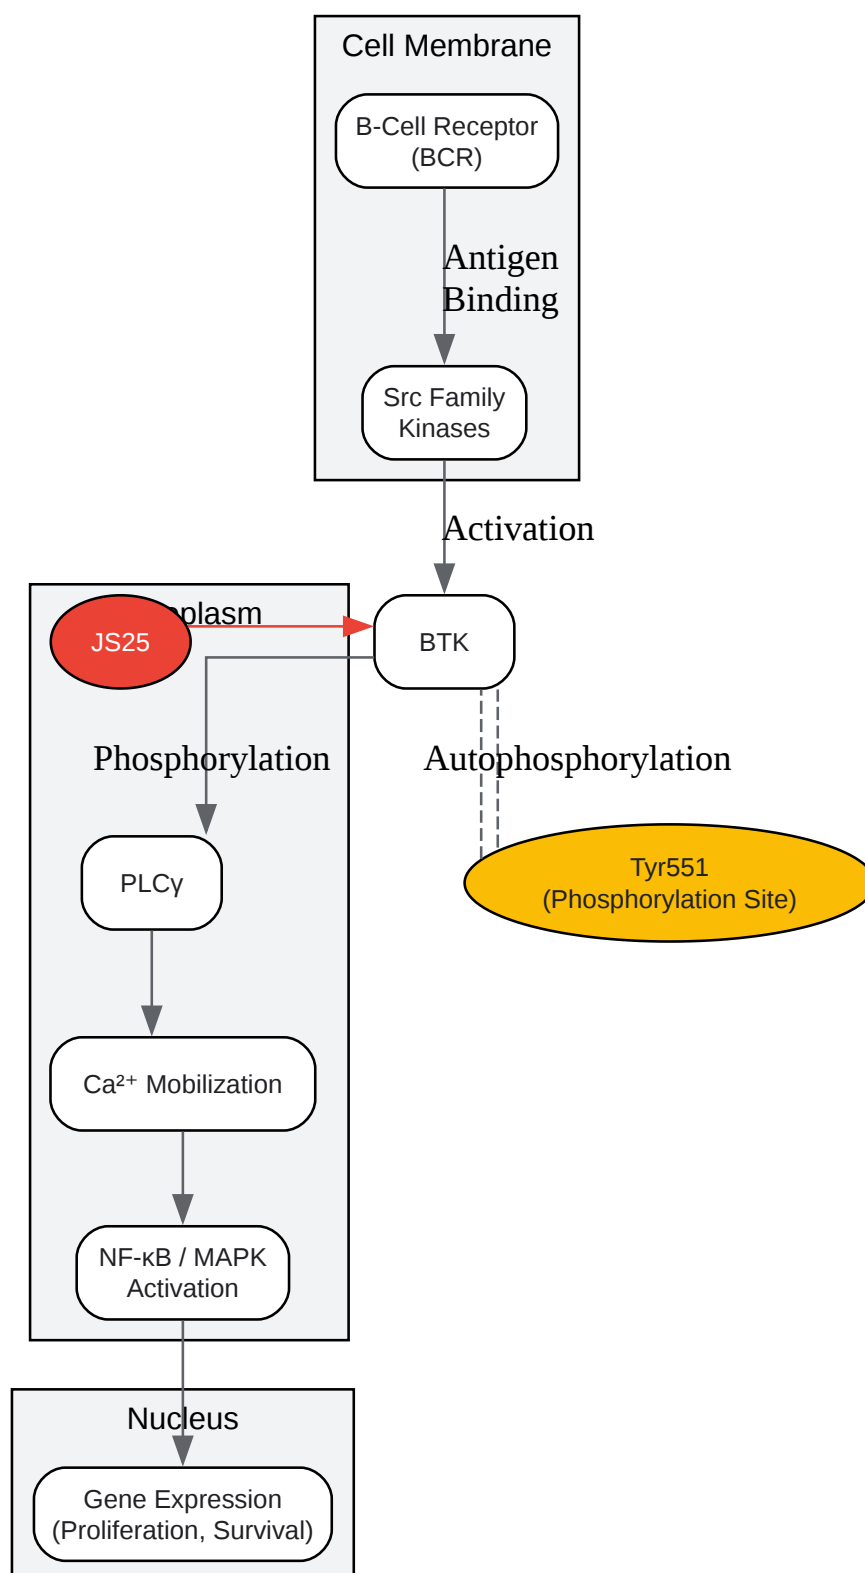 Cell Membrane
B-Cell Receptor
(BCR)
Antigen
Binding
Src Family
Kinases
Activation
JS25
BTK
Phosphorylation
Autophosphorylation
PLCγ
Tyr551
(Phosphorylation Site)
Ca²⁺ Mobilization
NF-κB / MAPK
Activation
Nucleus
Gene Expression
(Proliferation, Survival)